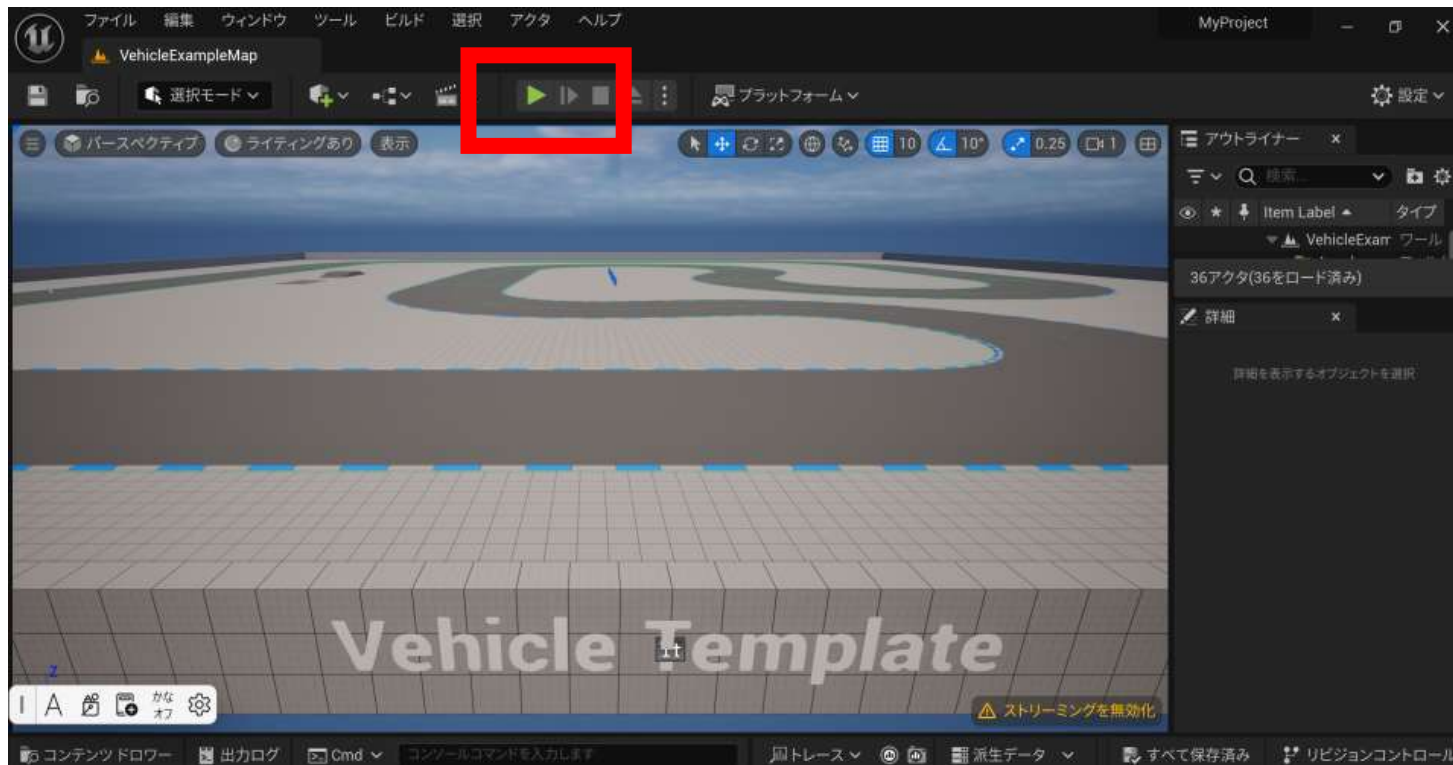 ファイル 編集 ウィンドウ ツール ビルド 選択 アクタ ヘルプ MyProject
VehicleExampleMap
選択モード プラットフォーム 設定
パースペクティブ ライティングあり 表示 10 10° 0.25 1 アウトライナー
検索...
Item Label タイプ
VehicleExam ワール
36アクタ(36をロード済み)
詳細
詳細を表示するオブジェクトを選択
Vehicle Template
Z
A かな
オフ
ストリーミングを無効化
コンテンツ ドロワー 出力ログ Cmd コンソールコマンドを入力します トレース 派生データ すべて保存済み リビジョンコントロール